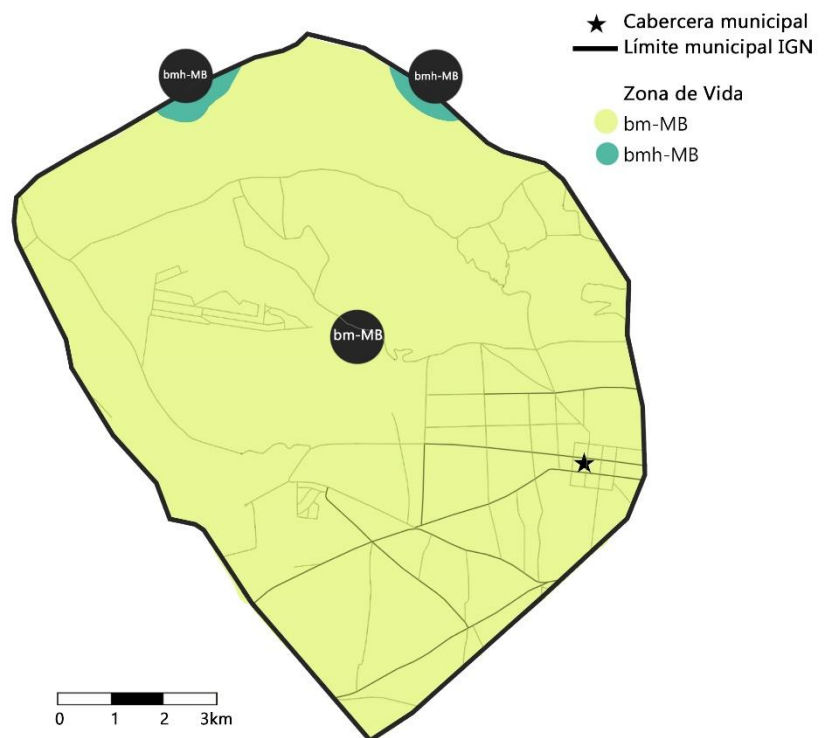 Cabercera municipal
Límite municipal IGN
Zona de Vida
bm-MB
bmh-MB
bmh-MB
bmh-MB
bm-MB
0 1 2 3km